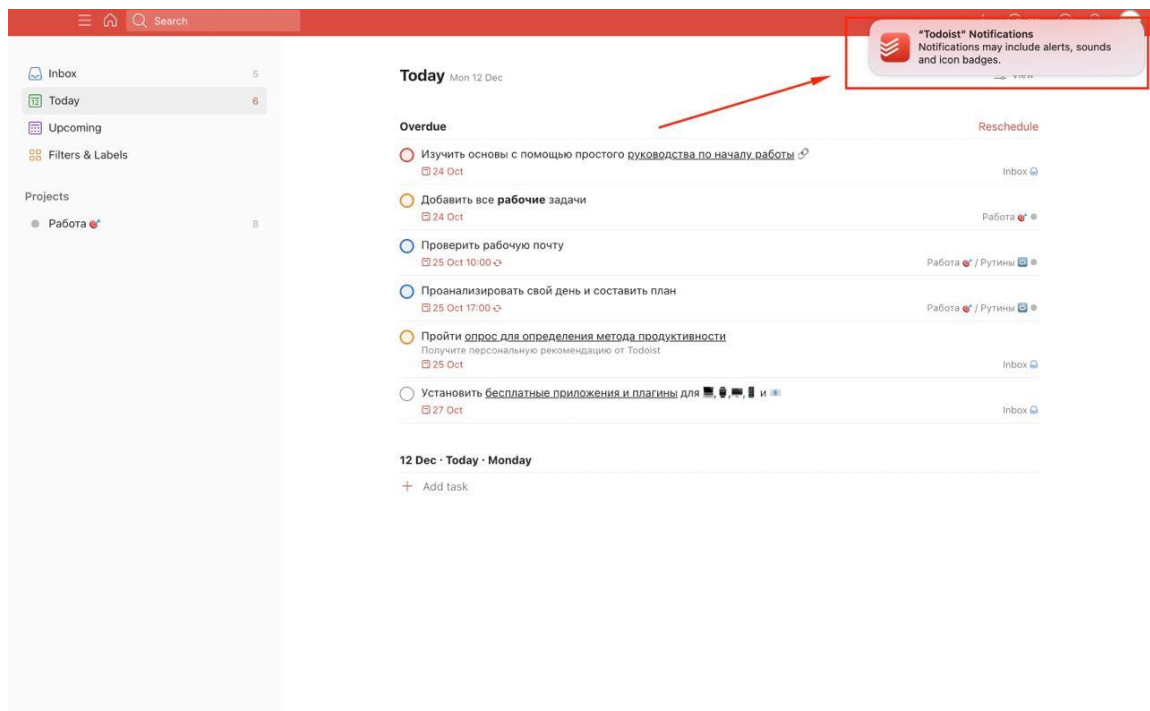 Search
"Todoist" Notifications
Notifications may include alerts, sounds
and icon badges.
Inbox 5
Today 6
Upcoming
Filters & Labels
Projects
Работа 🎯 8
Today Mon 12 Dec
View
Overdue Reschedule
Изучить основы с помощью простого руководства по началу работы 🔗
24 Oct Inbox
Добавить все рабочие задачи
24 Oct Работа 🎯
Проверить рабочую почту
25 Oct 10:00 Работа 🎯 / Рутины 🔄
Проанализировать свой день и составить план
25 Oct 17:00 Работа 🎯 / Рутины 🔄
Пройти опрос для определения метода продуктивности
Получите персональную рекомендацию от Todoist
25 Oct Inbox
Установить бесплатные приложения и плагины для 💻,⌚,🖥,📱 и 📧
27 Oct Inbox
12 Dec · Today · Monday
+ Add task